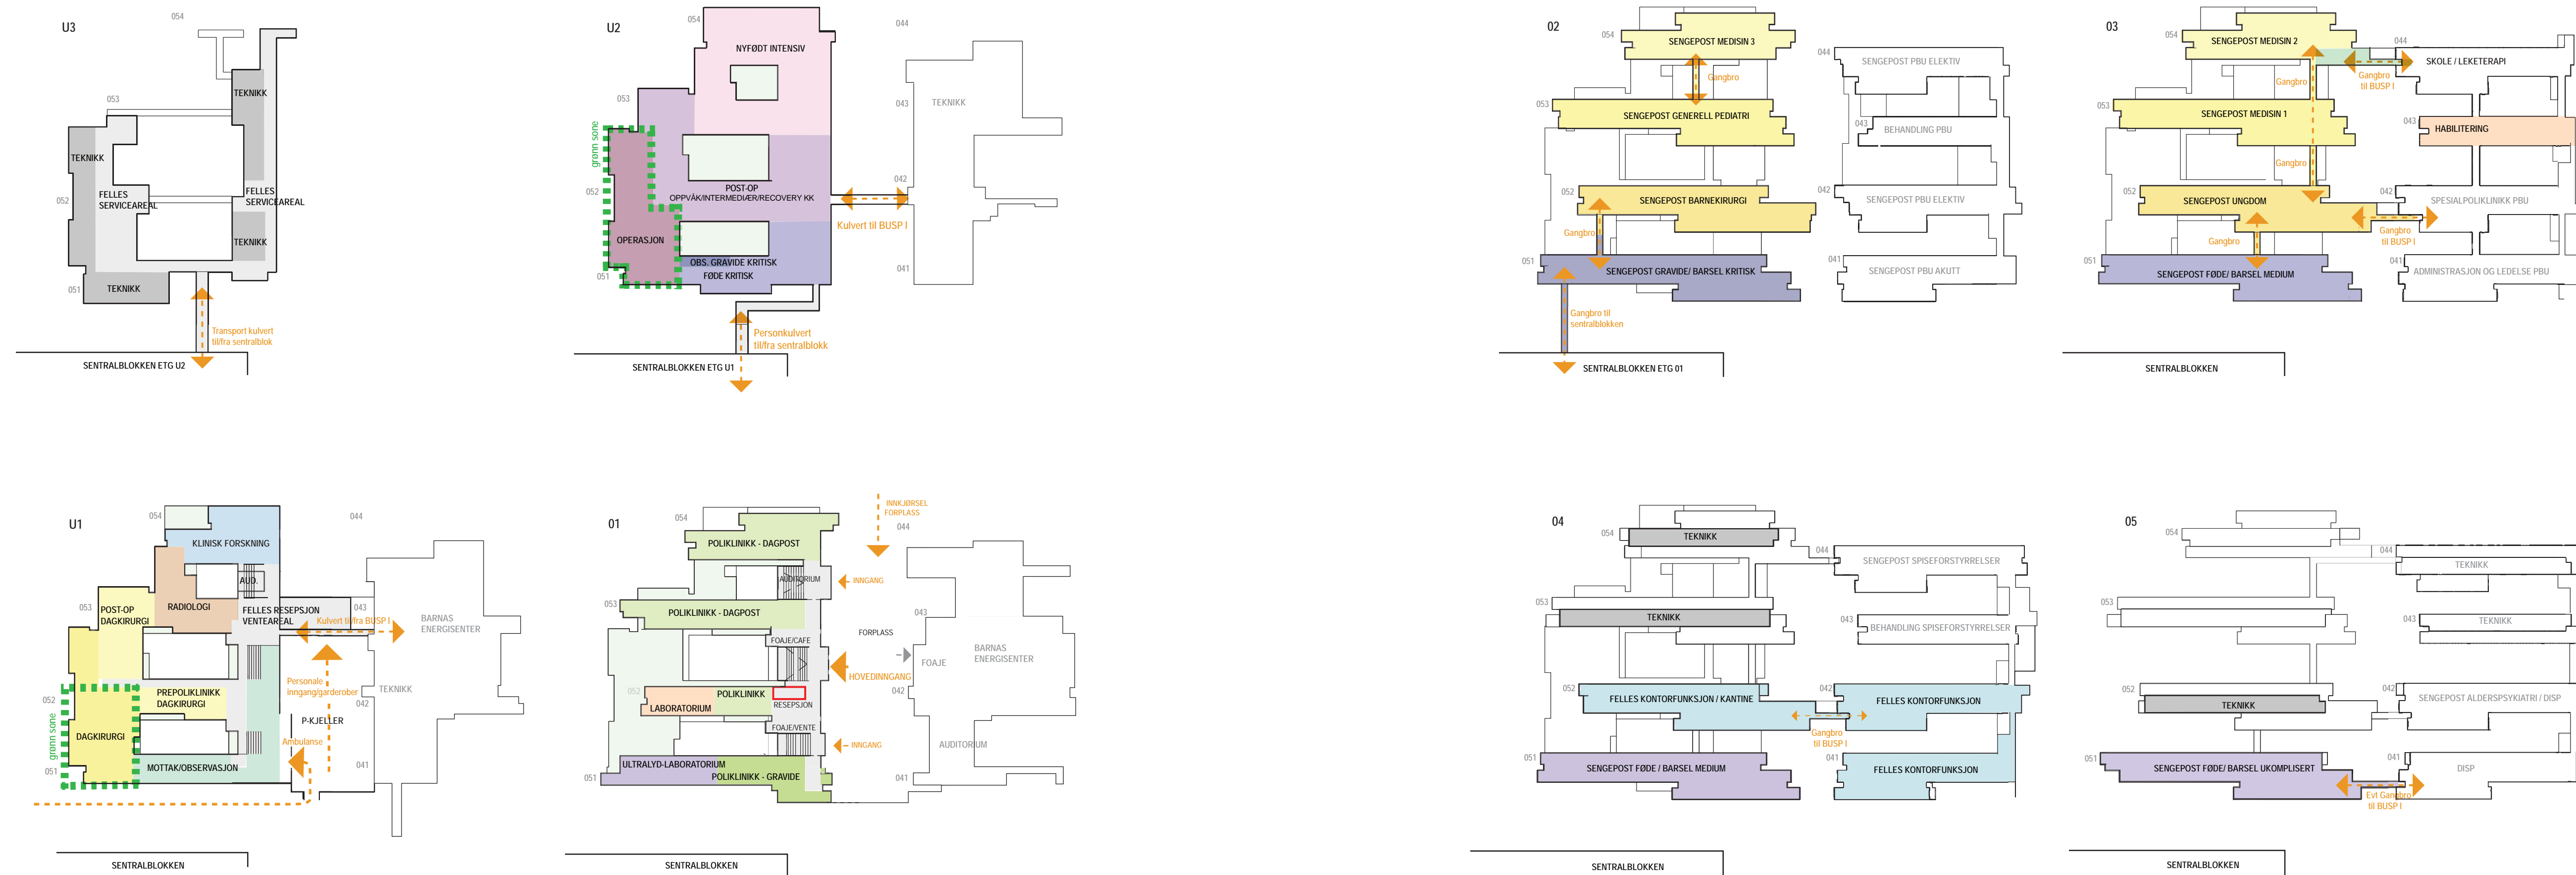 U3
054
053
TEKNIKK
TEKNIKK
FELLES
SERVICEAREAL
FELLES
SERVICEAREAL
052
TEKNIKK
051
TEKNIKK
Transport kulvert
til/fra sentralblok
SENTRALBLOKKEN ETG U2
U2
054
NYFØDT INTENSIV
044
053
043
TEKNIKK
grønn sone
052
POST-OP
OPPVÅK/INTERMEDIÆR/RECOVERY KK
042
Kulvert til BUSP I
OPERASJON
OBS. GRAVIDE KRITISK
FØDE KRITISK
051
041
Personkulvert
til/fra sentralblokk
SENTRALBLOKKEN ETG U1
02
054
SENGEPOST MEDISIN 3
044
SENGEPOST PBU ELEKTIV
Gangbro
053
SENGEPOST GENERELL PEDIATRI
043
BEHANDLING PBU
052
SENGEPOST BARNEKIRURGI
042
SENGEPOST PBU ELEKTIV
Gangbro
051
SENGEPOST GRAVIDE/ BARSEL KRITISK
041
SENGEPOST PBU AKUTT
Gangbro til
sentralblokken
SENTRALBLOKKEN ETG 01
03
054
SENGEPOST MEDISIN 2
044
SKOLE / LEKETERAPI
Gangbro
Gangbro
til BUSP I
053
SENGEPOST MEDISIN 1
043
HABILITERING
Gangbro
052
SENGEPOST UNGDOM
042
SPESIALPOLIKLINIKK PBU
Gangbro
Gangbro
til BUSP I
051
SENGEPOST FØDE/ BARSEL MEDIUM
041
ADMINISTRASJON OG LEDELSE PBU
SENTRALBLOKKEN
U1
054
KLINISK FORSKNING
044
AUD.
053
POST-OP
DAGKIRURGI
RADIOLOGI
FELLES RESEPSJON
VENTEAREAL
043
Kulvert til/fra BUSP I
BARNAS
ENERGISENTER
Personale
inngang/garderober
TEKNIKK
052
PREPOLIKLINIKK
DAGKIRURGI
042
grønn sone
P-KJELLER
DAGKIRURGI
Ambulanse
051
MOTTAK/OBSERVASJON
041
SENTRALBLOKKEN
01
054
POLIKLINIKK - DAGPOST
INNKJØRSEL
FORPLASS
044
AUDITORIUM
INNGANG
053
POLIKLINIKK - DAGPOST
043
FORPLASS
FOAJE/CAFE
FOAJE
BARNAS
ENERGISENTER
HOVEDINNGANG
052
POLIKLINIKK
042
LABORATORIUM
RESEPSJON
FOAJE/VENTE
INNGANG
AUDITORIUM
ULTRALYD-LABORATORIUM
051
POLIKLINIKK - GRAVIDE
041
SENTRALBLOKKEN
04
054
TEKNIKK
044
SENGEPOST SPISEFORSTYRRELSER
053
TEKNIKK
043
BEHANDLING SPISEFORSTYRRELSER
052
FELLES KONTORFUNKSJON / KANTINE
042
FELLES KONTORFUNKSJON
Gangbro
til BUSP I
051
SENGEPOST FØDE / BARSEL MEDIUM
041
FELLES KONTORFUNKSJON
SENTRALBLOKKEN
05
054
044
TEKNIKK
053
043
TEKNIKK
052
TEKNIKK
042
SENGEPOST ALDERSPSYKIATRI / DISP
051
SENGEPOST FØDE/ BARSEL UKOMPLISERT
041
DISP
Evt Gangbro
til BUSP I
SENTRALBLOKKEN